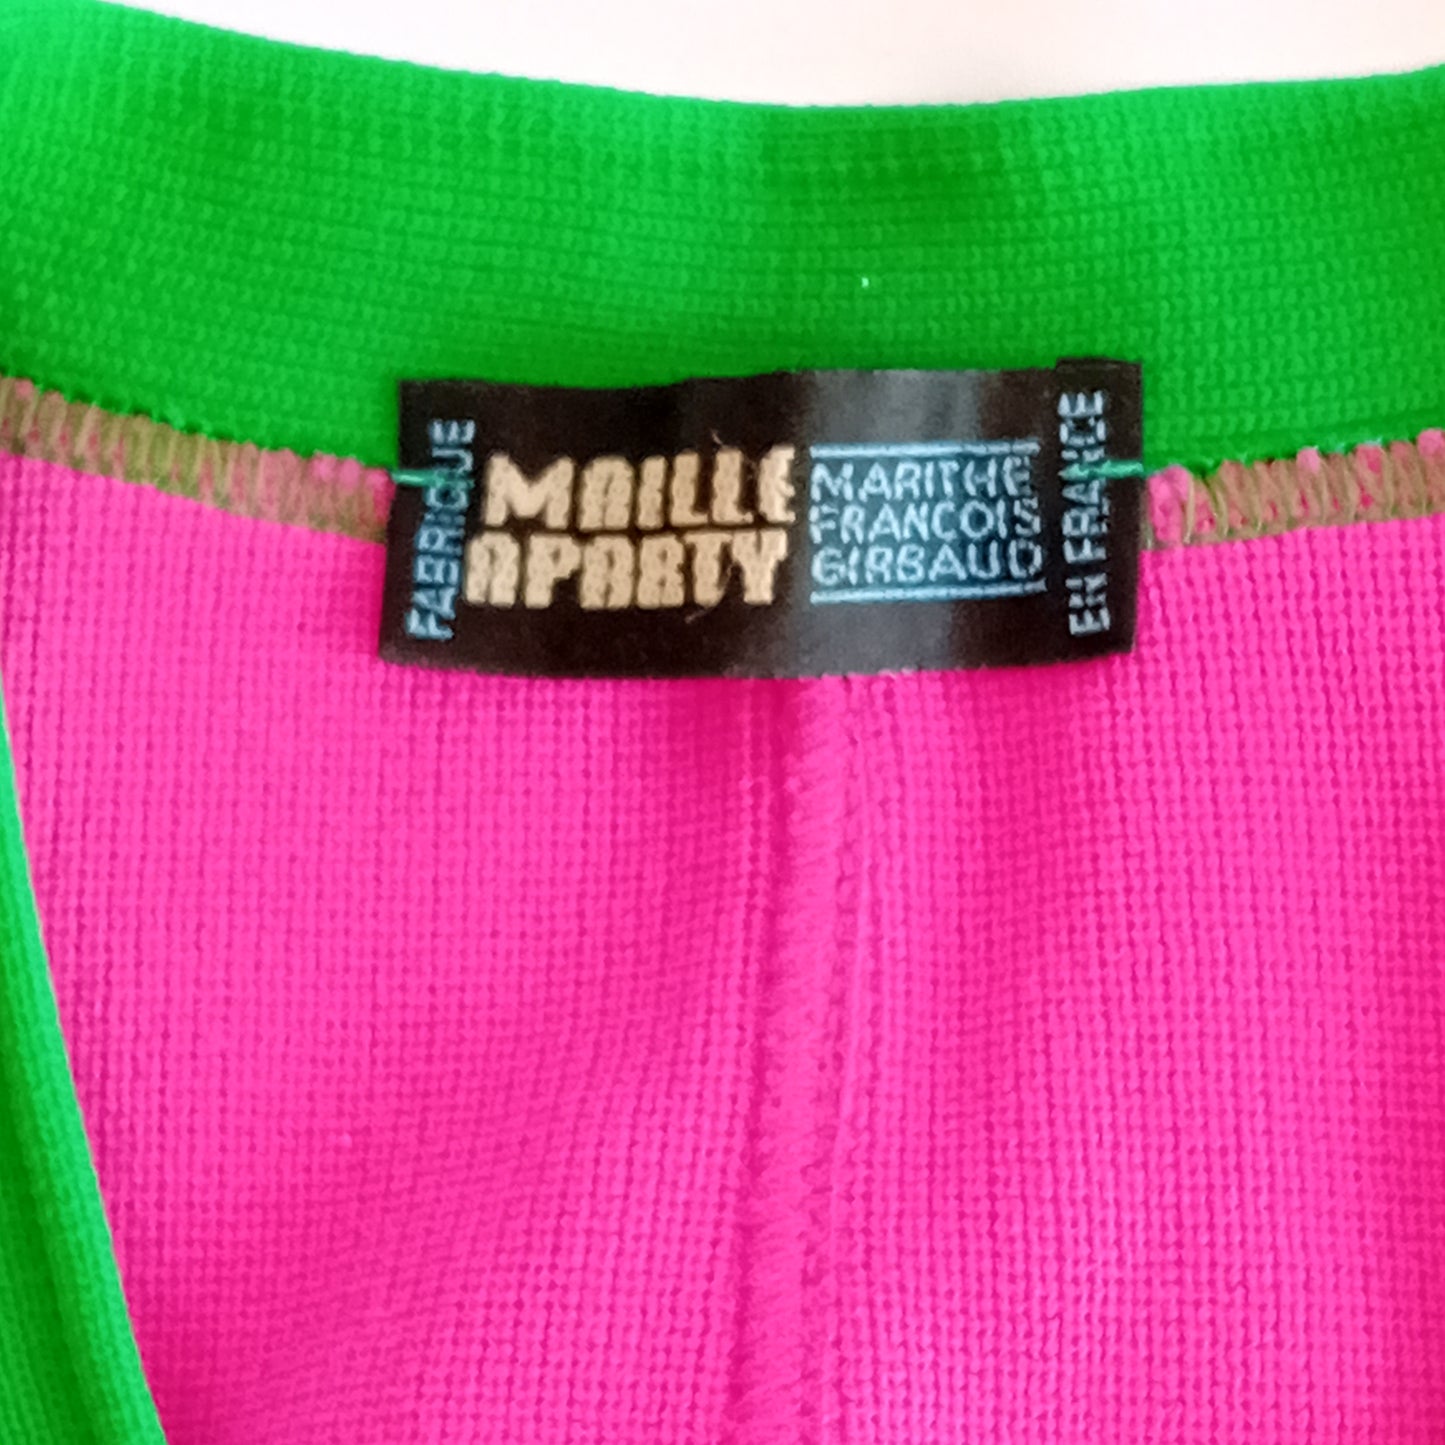 FABRIQUE
MAILLE
APARTY
MARITHE
FRANCOIS
GIRBAUD
EN FRANCE